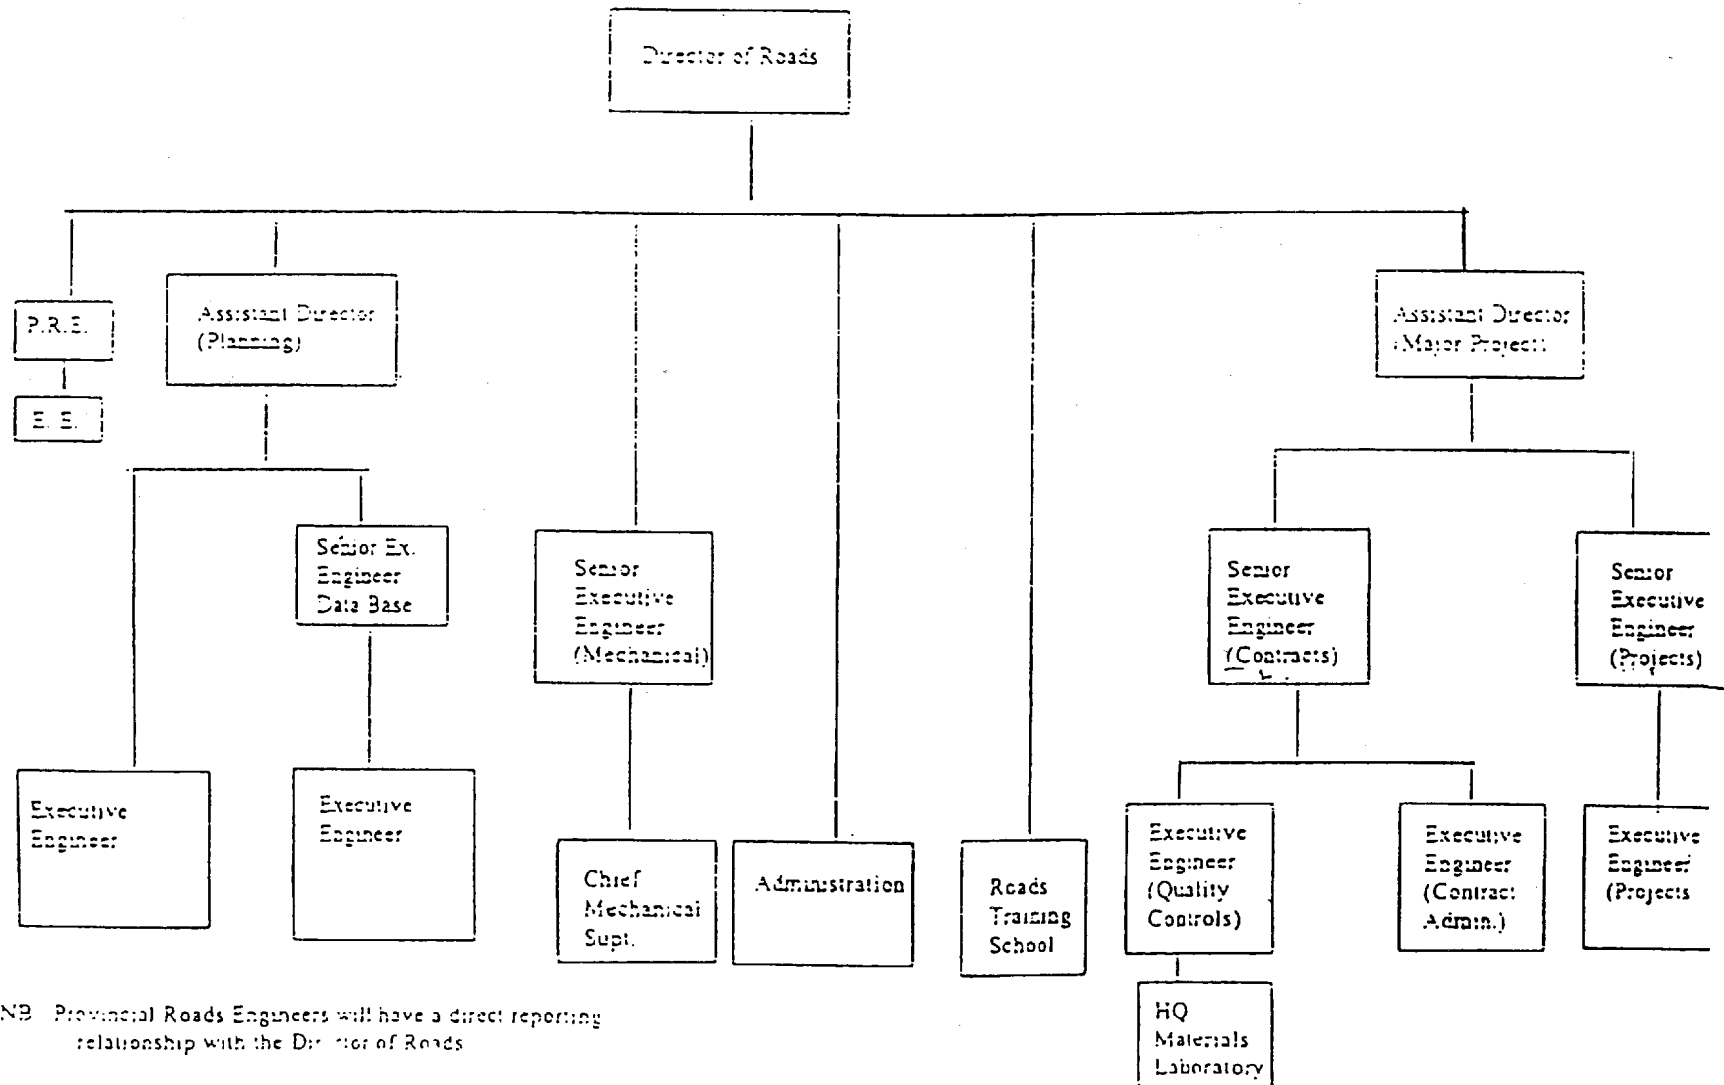 Director of Roads
P.R.E.
E. E.
Assistant Director
(Planning)
Assistant Director
(Major Project)
Senior Ex.
Engineer
Data Base
Senior
Executive
Engineer
(Mechanical)
Senior
Executive
Engineer
(Contracts)
Senior
Executive
Engineer
(Projects)
Executive
Engineer
Executive
Engineer
Chief
Mechanical
Supt.
Administration
Roads
Training
School
Executive
Engineer
(Quality
Controls)
Executive
Engineer
(Contract
Admin.)
Executive
Engineer
(Projects
HQ
Materials
Laboratory
NB Provincial Roads Engineers will have a direct reporting
relationship with the of Roads